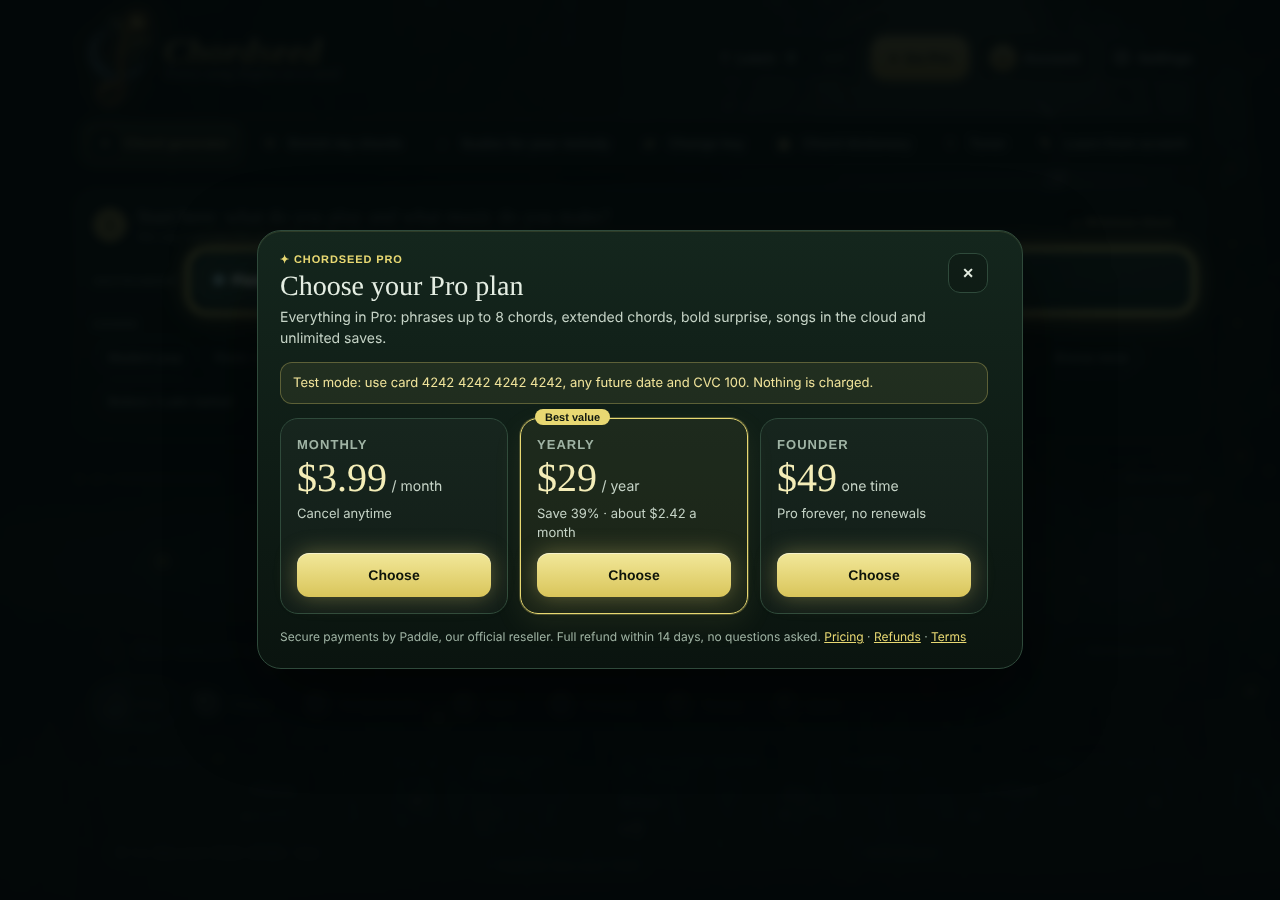 ✦ CHORDSEED PRO
Choose your Pro plan
×
Everything in Pro: phrases up to 8 chords, extended chords, bold surprise, songs in the cloud and
unlimited saves.
Test mode: use card 4242 4242 4242 4242, any future date and CVC 100. Nothing is charged.
MONTHLY
$3.99 / month
Cancel anytime
Choose
Best value
YEARLY
$29 / year
Save 39% · about $2.42 a
month
Choose
FOUNDER
$49 one time
Pro forever, no renewals
Choose
Secure payments by Paddle, our official reseller. Full refund within 14 days, no questions asked. Pricing · Refunds · Terms